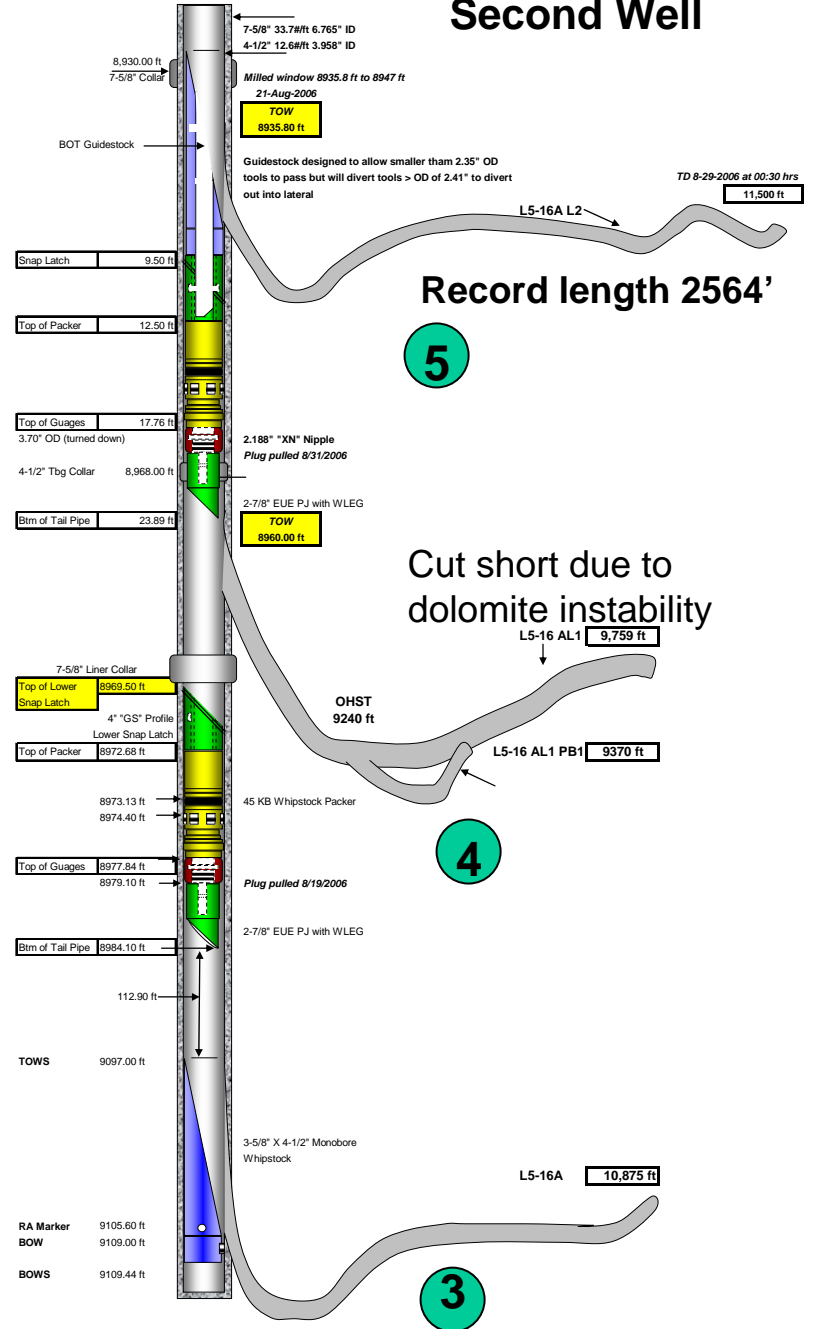 Second Well
7-5/8" 33.7#/ft 6.765" ID
4-1/2" 12.6#/ft 3.958" ID
8,930.00 ft
7-5/8" Collar
Milled window 8935.8 ft to 8947 ft
21-Aug-2006
TOW
8935.80 ft
BOT Guidestock
Guidestock designed to allow smaller tham 2.35" OD
tools to pass but will divert tools > OD of 2.41" to divert
out into lateral
TD 8-29-2006 at 00:30 hrs
11,500 ft
L5-16A L2
Snap Latch 9.50 ft
Record length 2564'
Top of Packer 12.50 ft
5
Top of Guages 17.76 ft
3.70" OD (turned down)
2.188" "XN" Nipple
Plug pulled 8/31/2006
4-1/2" Tbg Collar 8,968.00 ft
2-7/8" EUE PJ with WLEG
Btm of Tail Pipe 23.89 ft
TOW
8960.00 ft
Cut short due to
dolomite instability
L5-16 AL1 9,759 ft
7-5/8" Liner Collar
Top of Lower 8969.50 ft
Snap Latch
4" "GS" Profile
Lower Snap Latch
OHST
9240 ft
Top of Packer 8972.68 ft
L5-16 AL1 PB1 9370 ft
8973.13 ft
45 KB Whipstock Packer
8974.40 ft
4
Top of Guages 8977.84 ft
8979.10 ft
Plug pulled 8/19/2006
2-7/8" EUE PJ with WLEG
Btm of Tail Pipe 8984.10 ft
112.90 ft
TOWS 9097.00 ft
3-5/8" X 4-1/2" Monobore
Whipstock
L5-16A 10,875 ft
RA Marker 9105.60 ft
BOW 9109.00 ft
BOWS 9109.44 ft
3